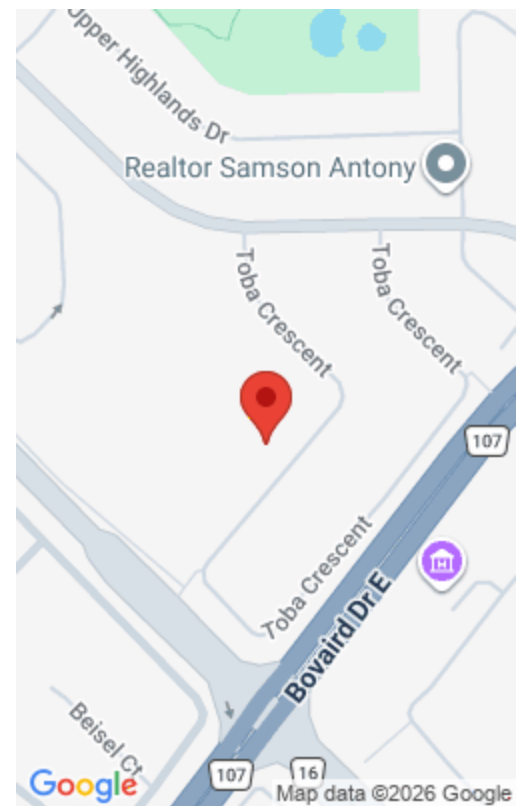 Upper Highlands Dr
Realtor Samson Antony
Toba Crescent
Toba Crescent
107
Toba Crescent
H
Bovaird Dr E
Beisel Ct
107
16
Google
Map data ©2026 Google